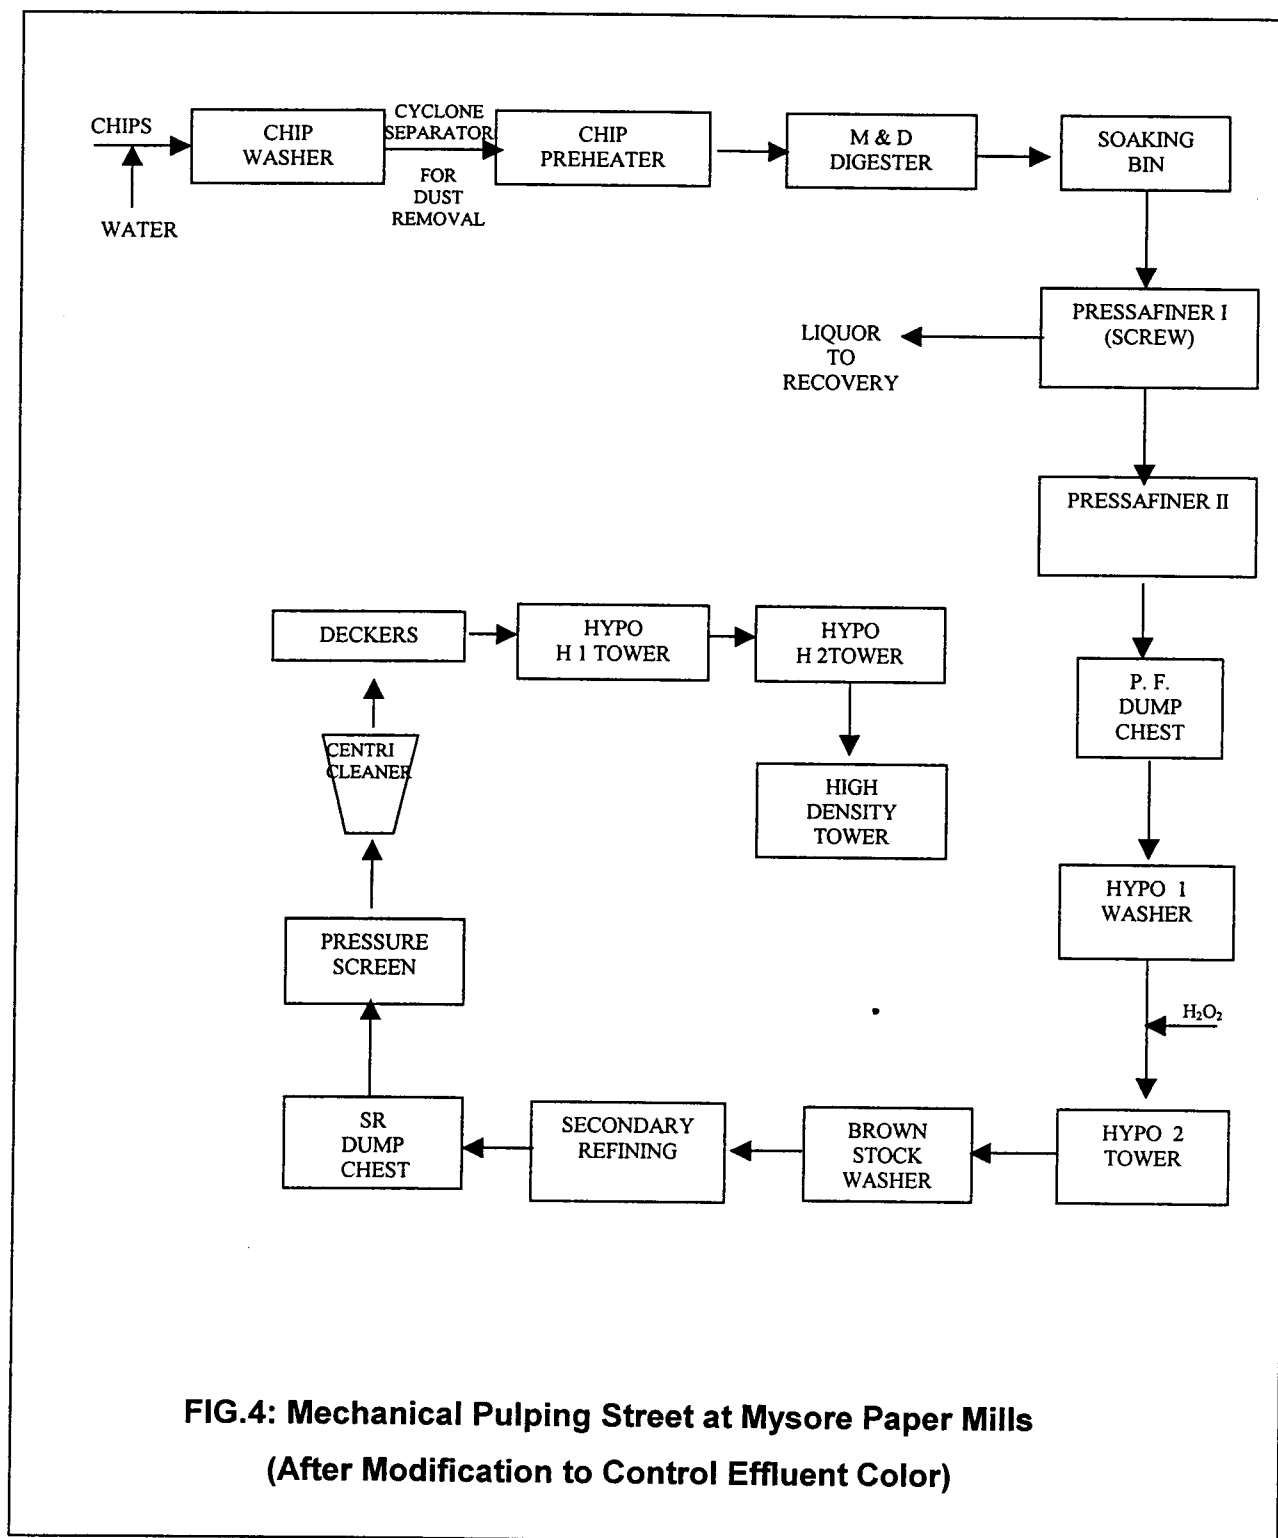 CHIPS
WATER
CHIP
WASHER
CYCLONE
SEPARATOR
FOR
DUST
REMOVAL
CHIP
PREHEATER
M & D
DIGESTER
SOAKING
BIN
PRESSAFINER I
(SCREW)
LIQUOR
TO
RECOVERY
PRESSAFINER II
P. F.
DUMP
CHEST
HYPO 1
WASHER
H₂O₂
HYPO 2
TOWER
BROWN
STOCK
WASHER
SECONDARY
REFINING
SR
DUMP
CHEST
PRESSURE
SCREEN
CENTRI
CLEANER
DECKERS
HYPO
H 1 TOWER
HYPO
H 2TOWER
HIGH
DENSITY
TOWER
FIG.4: Mechanical Pulping Street at Mysore Paper Mills
(After Modification to Control Effluent Color)